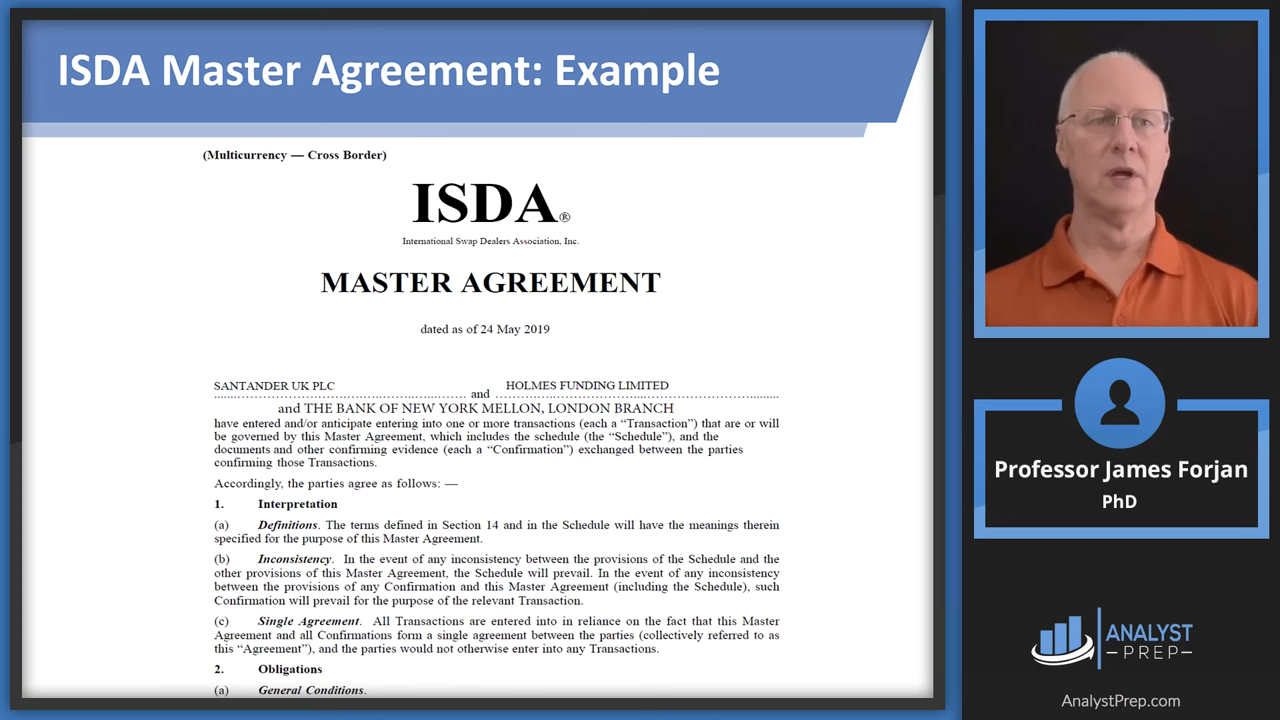 ISDA Master Agreement: Example
(Multicurrency — Cross Border)
ISDA®
International Swap Dealers Association, Inc.
MASTER AGREEMENT
dated as of 24 May 2019
SANTANDER UK PLC and HOLMES FUNDING LIMITED
and THE BANK OF NEW YORK MELLON, LONDON BRANCH
have entered and/or anticipate entering into one or more transactions (each a “Transaction”) that are or will
be governed by this Master Agreement, which includes the schedule (the “Schedule”), and the
documents and other confirming evidence (each a “Confirmation”) exchanged between the parties
confirming those Transactions.
Accordingly, the parties agree as follows: —
1. Interpretation
(a) Definitions. The terms defined in Section 14 and in the Schedule will have the meanings therein
specified for the purpose of this Master Agreement.
(b) Inconsistency. In the event of any inconsistency between the provisions of the Schedule and the
other provisions of this Master Agreement, the Schedule will prevail. In the event of any inconsistency
between the provisions of any Confirmation and this Master Agreement (including the Schedule), such
Confirmation will prevail for the purpose of the relevant Transaction.
(c) Single Agreement. All Transactions are entered into in reliance on the fact that this Master
Agreement and all Confirmations form a single agreement between the parties (collectively referred to as
this “Agreement”), and the parties would not otherwise enter into any Transactions.
2. Obligations
(a) General Conditions.
Professor James Forjan
PhD
ANALYST
PREP
AnalystPrep.com